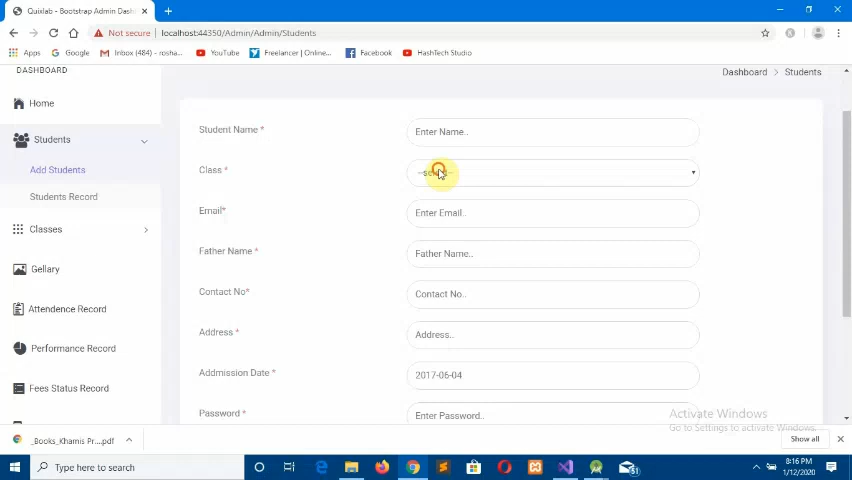 Quixlab - Bootstrap Admin Dash
Not secure | localhost:44350/Admin/Admin/Students
Apps Google Inbox (484) - rosha... YouTube Freelancer | Online... Facebook HashTech Studio
DASHBOARD
Dashboard > Students
Home
Students
Add Students
Students Record
Classes
Gellary
Attendence Record
Performance Record
Fees Status Record
Student Name *
Enter Name..
Class *
Email*
Enter Email..
Father Name *
Father Name..
Contact No*
Contact No..
Address *
Address..
Addmission Date *
2017-06-04
Password *
Enter Password..
Activate Windows
Go to Settings to activate Windows.
_Books_Khamis Pr....pdf
Show all
Type here to search
51
8:16 PM
1/12/2020